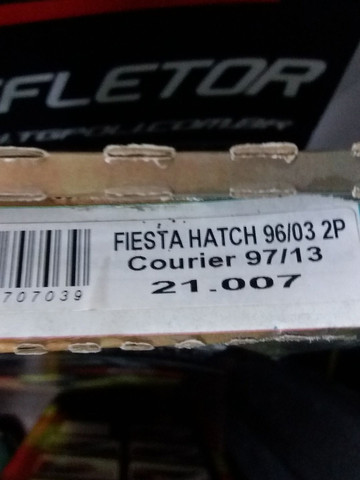 FLETOR
FIESTA HATCH 96/03 2P
Courier 97/13
21.007
707039